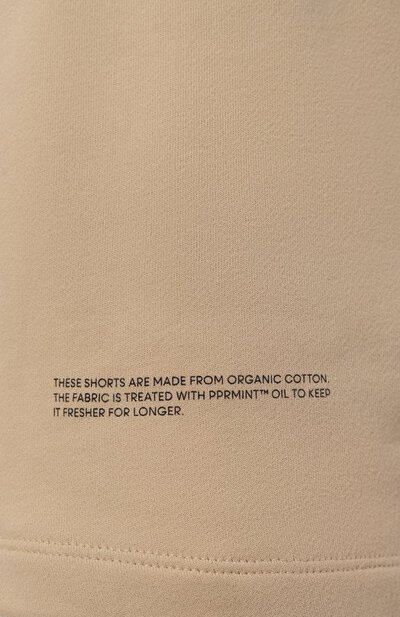 THESE SHORTS ARE MADE FROM ORGANIC COTTON.
THE FABRIC IS TREATED WITH PPRMINT™ OIL TO KEEP
IT FRESHER FOR LONGER.